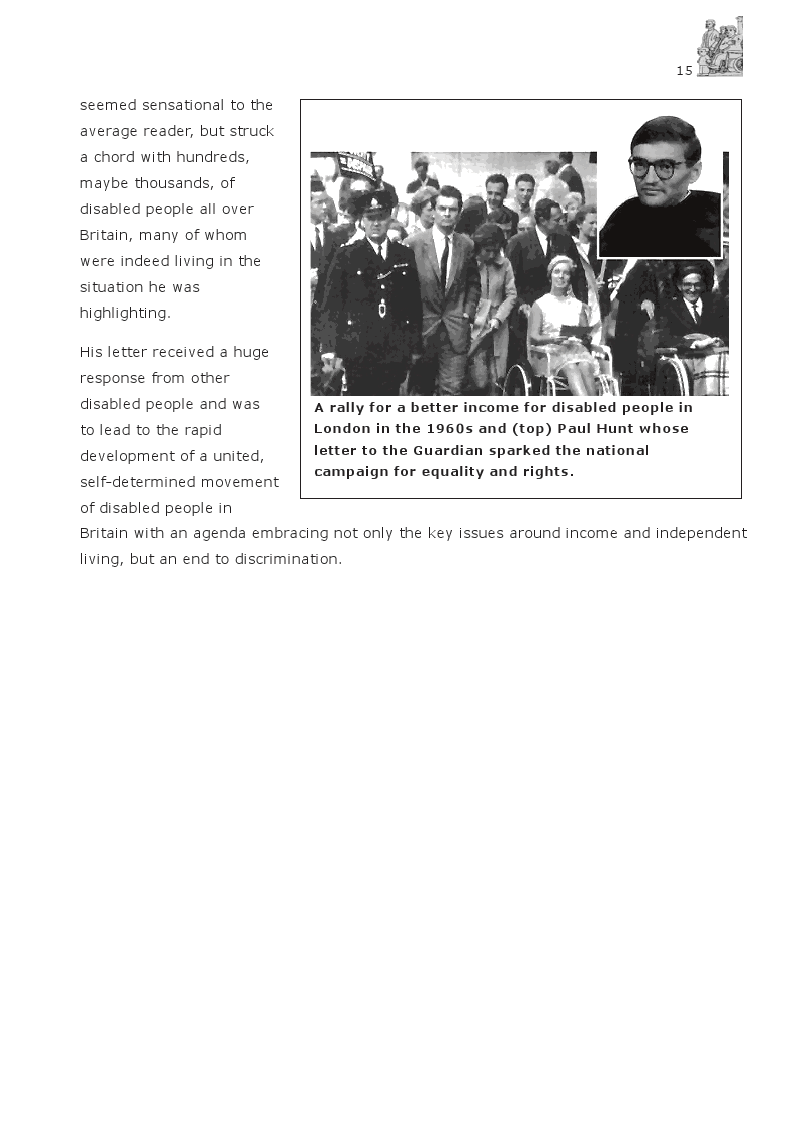 15
seemed sensational to the
average reader, but struck
a chord with hundreds,
maybe thousands, of
disabled people all over
Britain, many of whom
were indeed living in the
situation he was
highlighting.
His letter received a huge
response from other
disabled people and was
to lead to the rapid
development of a united,
self-determined movement
of disabled people in
Britain with an agenda embracing not only the key issues around income and independent
living, but an end to discrimination.
A rally for a better income for disabled people in
London in the 1960s and (top) Paul Hunt whose
letter to the Guardian sparked the national
campaign for equality and rights.